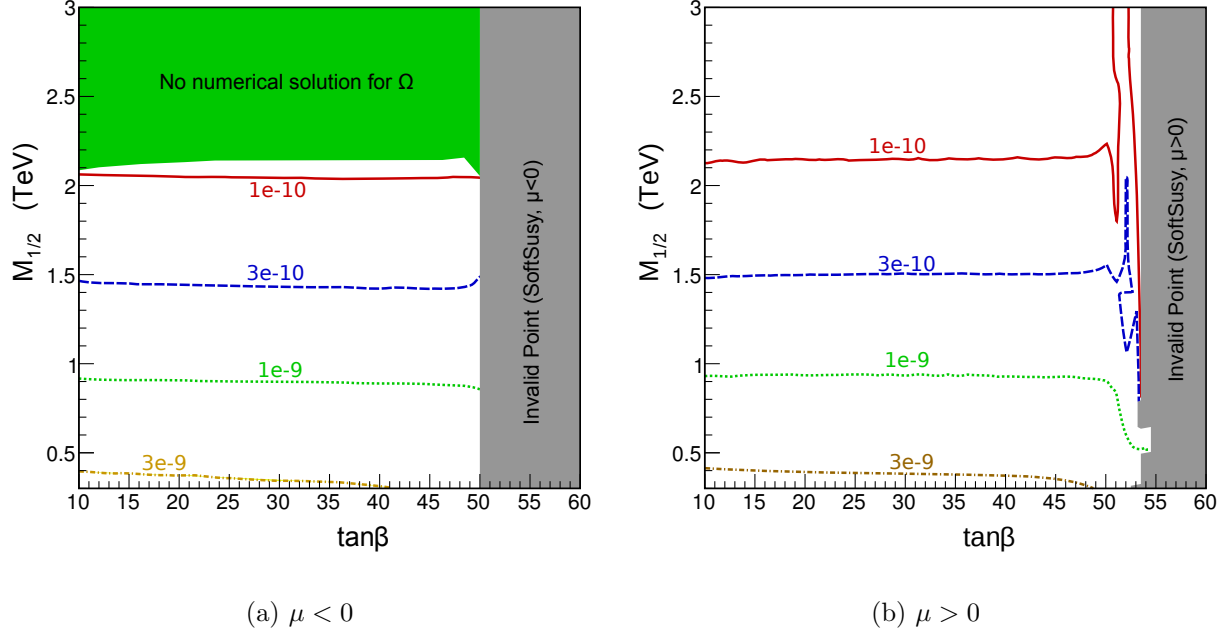 3
2.5
2
1.5
1
0.5
M1/2 (TeV)
No numerical solution for Ω
1e-10
3e-10
1e-9
3e-9
Invalid Point (SoftSusy, μ<0)
10 15 20 25 30 35 40 45 50 55 60
tanβ
(a) μ < 0
3
2.5
2
1.5
1
0.5
M1/2 (TeV)
1e-10
3e-10
1e-9
3e-9
Invalid Point (SoftSusy, μ>0)
10 15 20 25 30 35 40 45 50 55 60
tanβ
(b) μ > 0